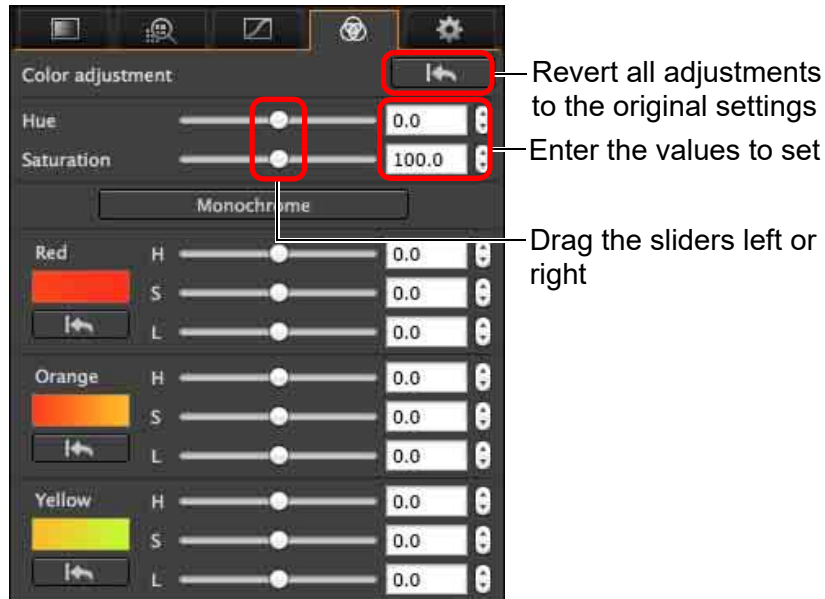 Color adjustment
Revert all adjustments
to the original settings
Hue 0.0
Enter the values to set
Saturation 100.0
Monochrome
Drag the sliders left or
right
Red H 0.0
S 0.0
L 0.0
Orange H 0.0
S 0.0
L 0.0
Yellow H 0.0
S 0.0
L 0.0